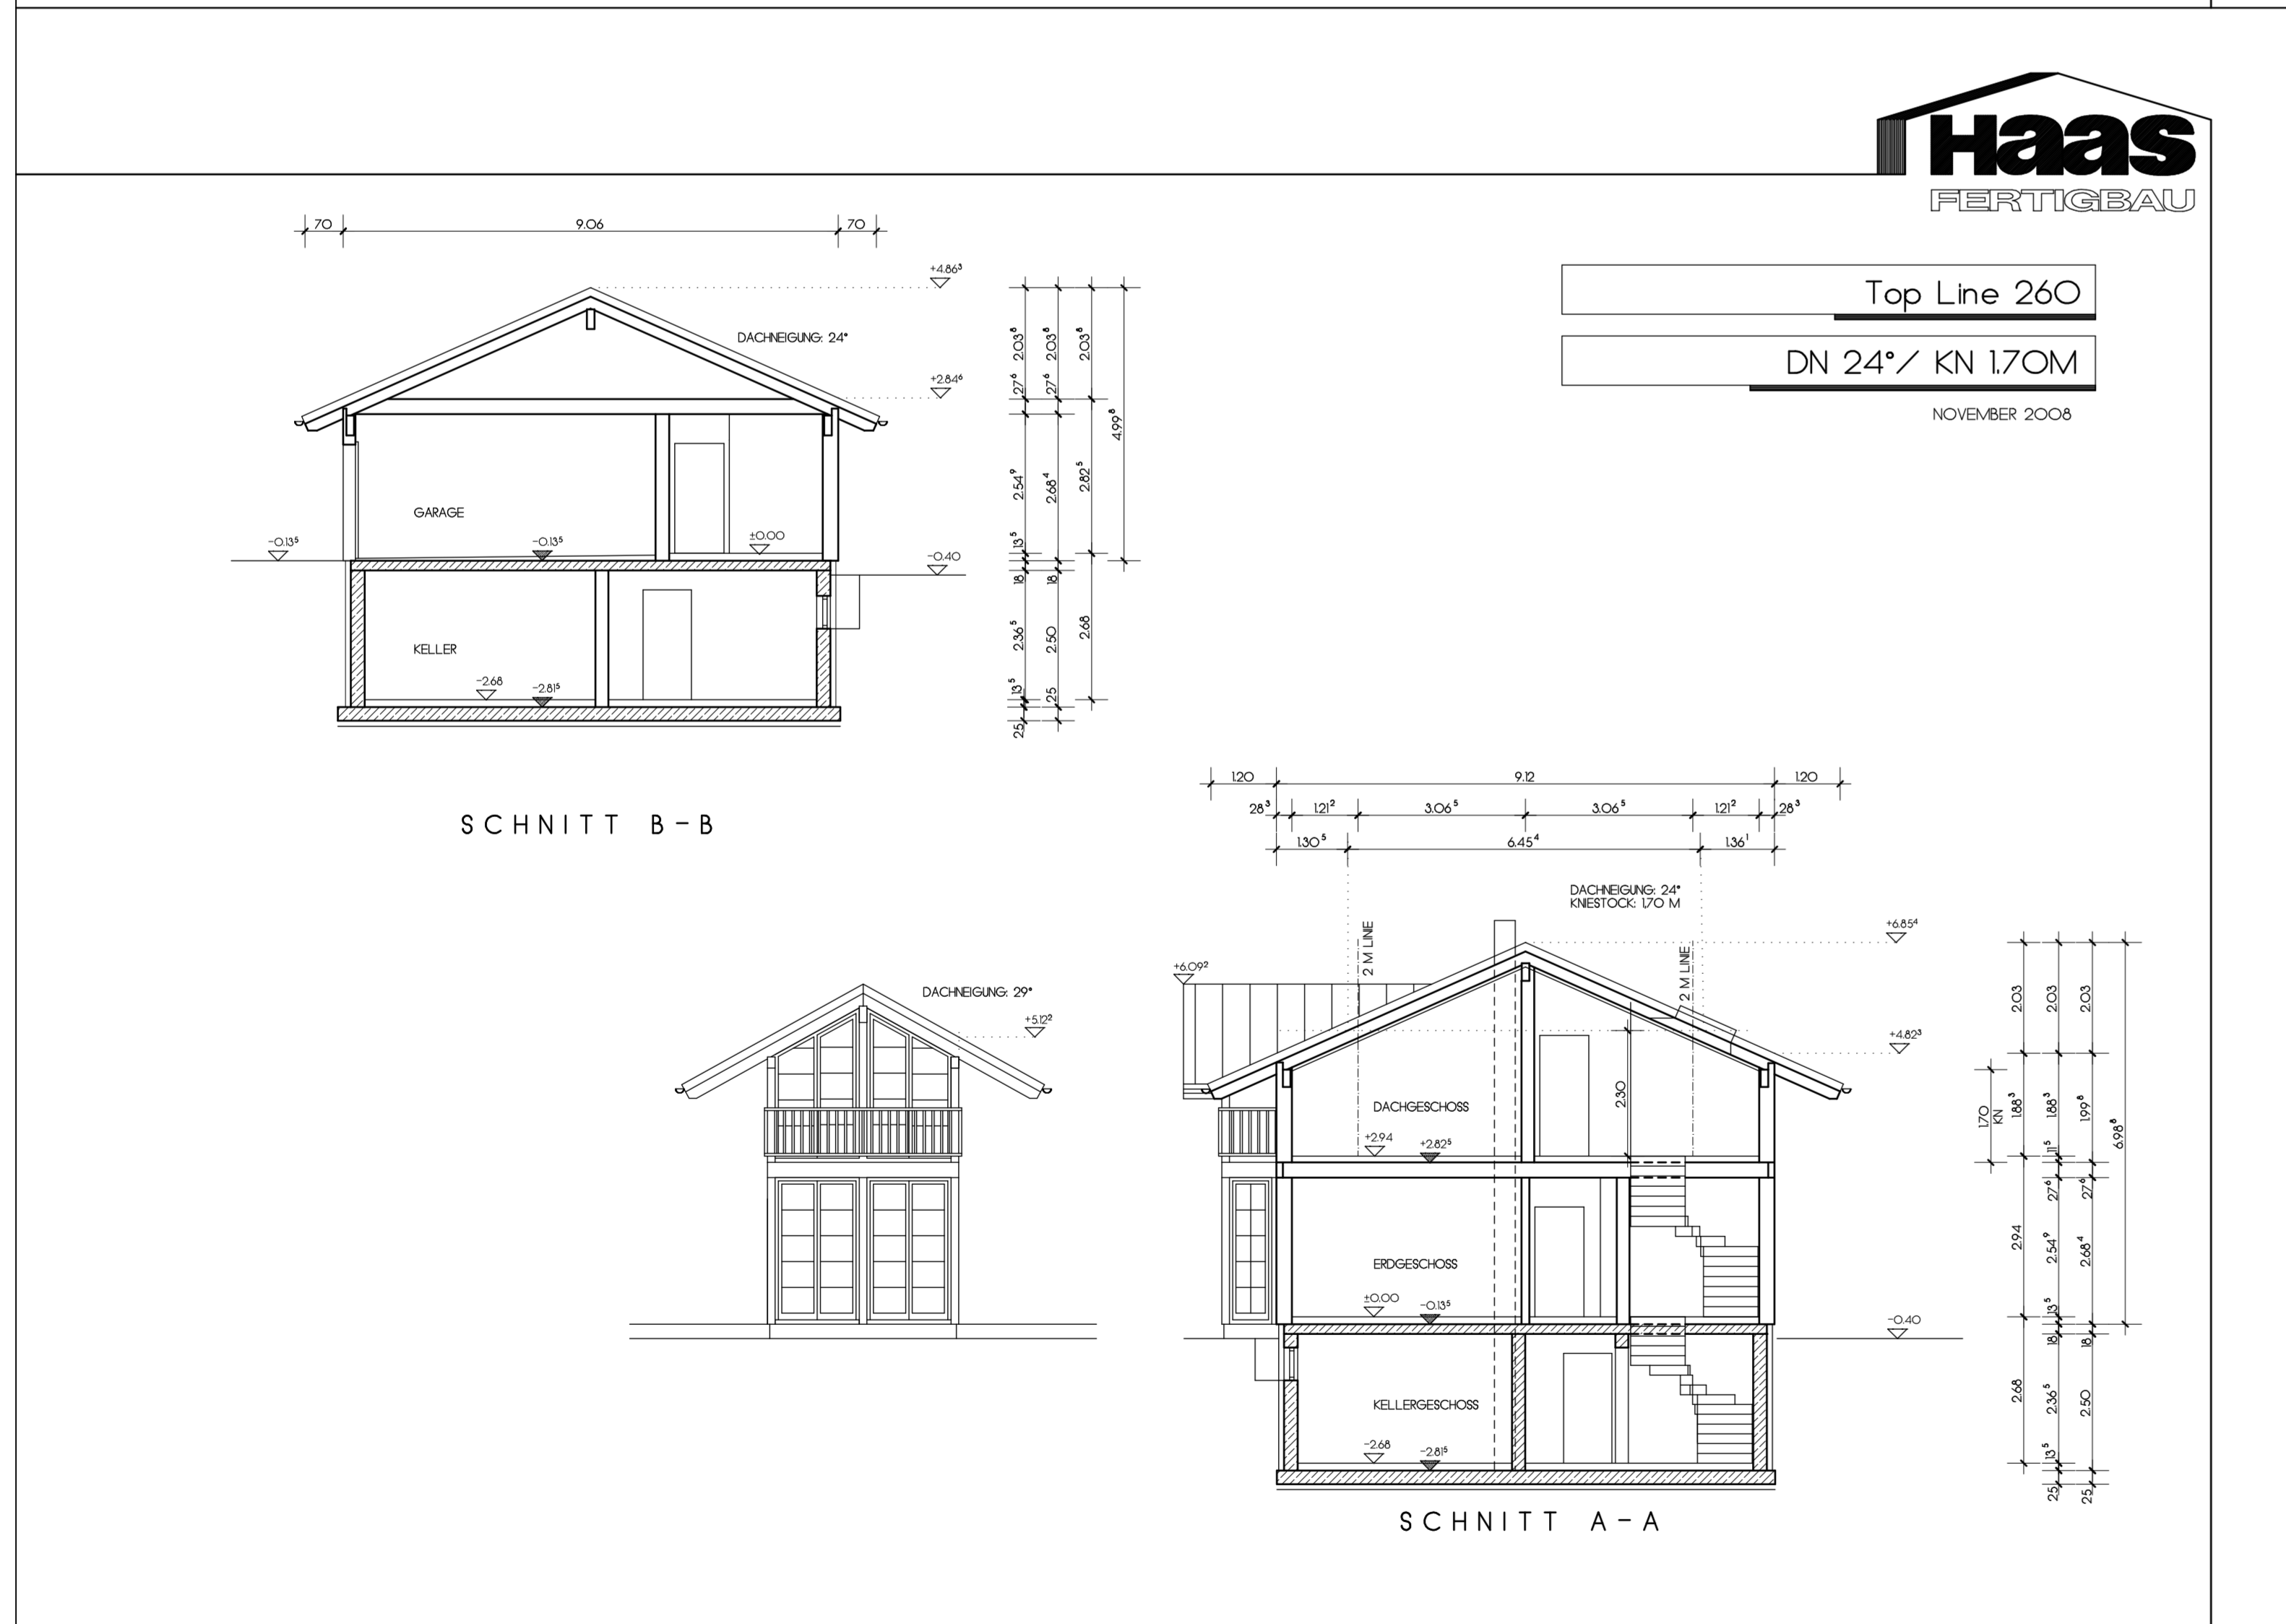 Haas
FERTIGBAU
Top Line 260
DN 24°/ KN 1.70M
NOVEMBER 2008
70 9.06 70
+4.86³
DACHNEIGUNG: 24°
+2.84⁶
GARAGE
-0.13⁵
-0.13⁵
±0.00
-0.40
KELLER
-2.68
-2.81⁵
2.03⁸ 27⁶ 2.54⁹ 13⁵ 18 2.36⁵ 13⁵ 25
2.03⁸ 27⁶ 2.68⁴ 18 2.50 25
2.03⁸ 2.82⁵ 2.68
4.99⁸
SCHNITT B-B
DACHNEIGUNG: 29°
+5.12²
1.20 9.12 1.20
28³ 1.21² 3.06⁵ 3.06⁵ 1.21² 28³
1.30⁵ 6.45⁴ 1.36¹
DACHNEIGUNG: 24°
KNIESTOCK: 1.70 M
+6.85⁴
2 M LINIE
2 M LINIE
+6.09²
+4.82³
2.30
DACHGESCHOSS
+2.94
+2.82⁵
ERDGESCHOSS
±0.00
-0.13⁵
-0.40
KELLERGESCHOSS
-2.68
-2.81⁵
1.70 KN
2.03 1.88³ 2.94 2.68
2.03 1.88³ 11⁵ 27⁶ 2.54⁹ 13⁵ 18 2.36⁵ 13⁵ 25
2.03 1.99⁸ 27⁶ 2.68⁴ 18 2.50 25
6.98⁸
SCHNITT A-A